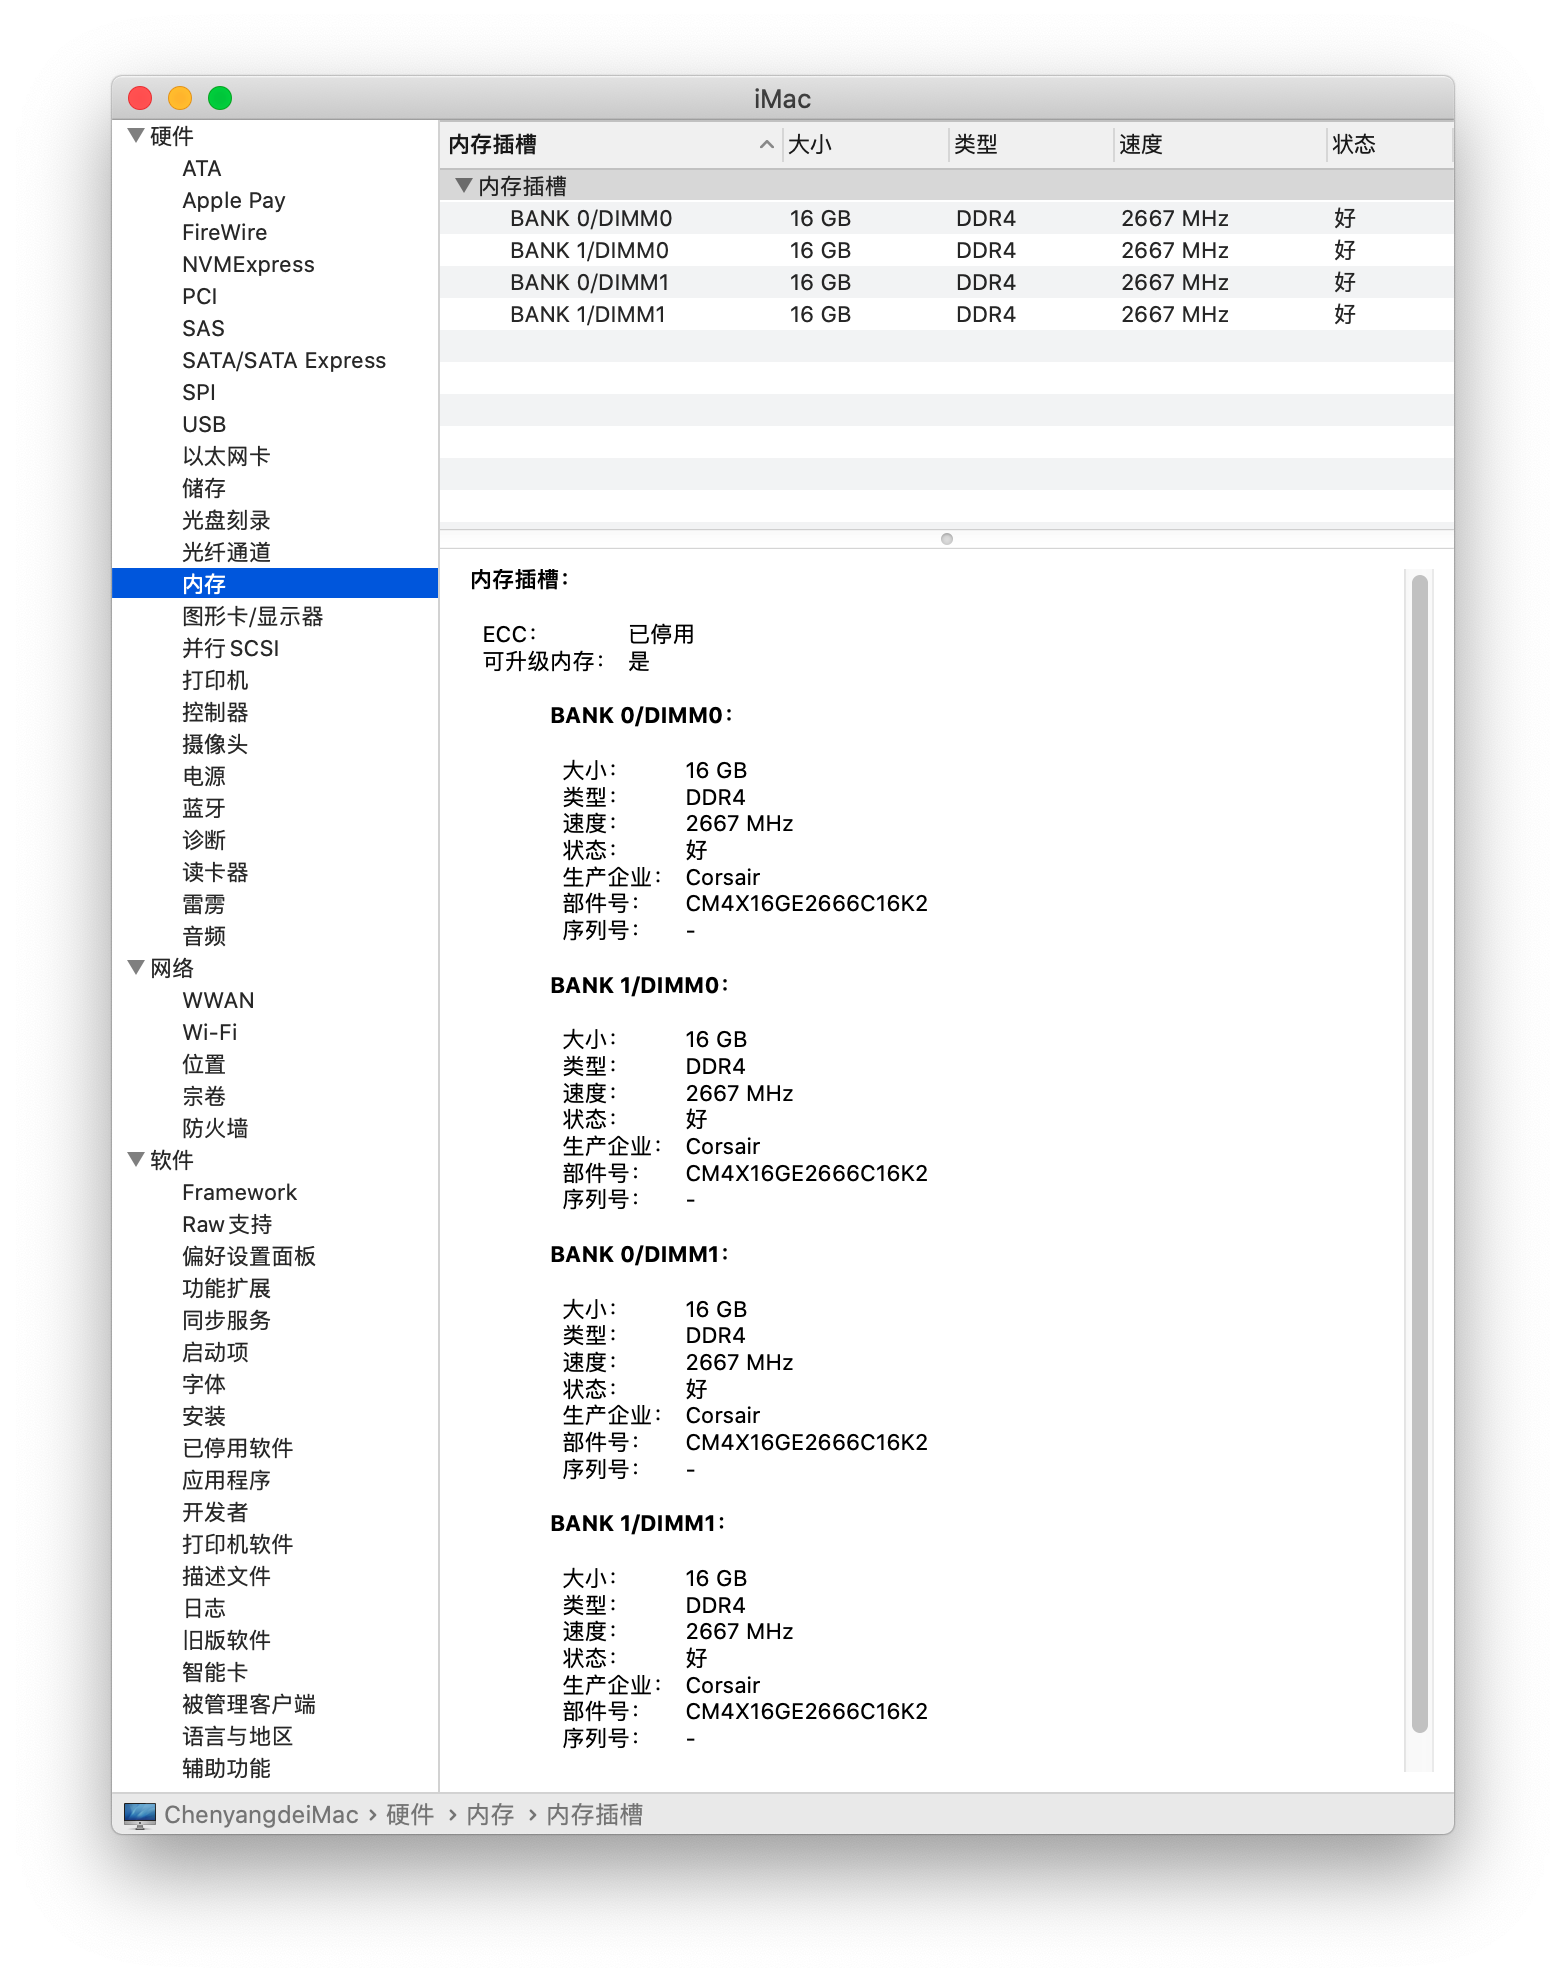 iMac
硬件
ATA
Apple Pay
FireWire
NVMExpress
PCI
SAS
SATA/SATA Express
SPI
USB
以太网卡
储存
光盘刻录
光纤通道
内存
图形卡/显示器
并行 SCSI
打印机
控制器
摄像头
电源
蓝牙
诊断
读卡器
雷雳
音频
网络
WWAN
Wi-Fi
位置
宗卷
防火墙
软件
Framework
Raw 支持
偏好设置面板
功能扩展
同步服务
启动项
字体
安装
已停用软件
应用程序
开发者
打印机软件
描述文件
日志
旧版软件
智能卡
被管理客户端
语言与地区
辅助功能
内存插槽 大小 类型 速度 状态
内存插槽
BANK 0/DIMM0 16 GB DDR4 2667 MHz 好
BANK 1/DIMM0 16 GB DDR4 2667 MHz 好
BANK 0/DIMM1 16 GB DDR4 2667 MHz 好
BANK 1/DIMM1 16 GB DDR4 2667 MHz 好
内存插槽：
ECC： 已停用
可升级内存： 是
BANK 0/DIMM0：
大小： 16 GB
类型： DDR4
速度： 2667 MHz
状态： 好
生产企业： Corsair
部件号： CM4X16GE2666C16K2
序列号： -
BANK 1/DIMM0：
大小： 16 GB
类型： DDR4
速度： 2667 MHz
状态： 好
生产企业： Corsair
部件号： CM4X16GE2666C16K2
序列号： -
BANK 0/DIMM1：
大小： 16 GB
类型： DDR4
速度： 2667 MHz
状态： 好
生产企业： Corsair
部件号： CM4X16GE2666C16K2
序列号： -
BANK 1/DIMM1：
大小： 16 GB
类型： DDR4
速度： 2667 MHz
状态： 好
生产企业： Corsair
部件号： CM4X16GE2666C16K2
序列号： -
ChenyangdeiMac › 硬件 › 内存 › 内存插槽